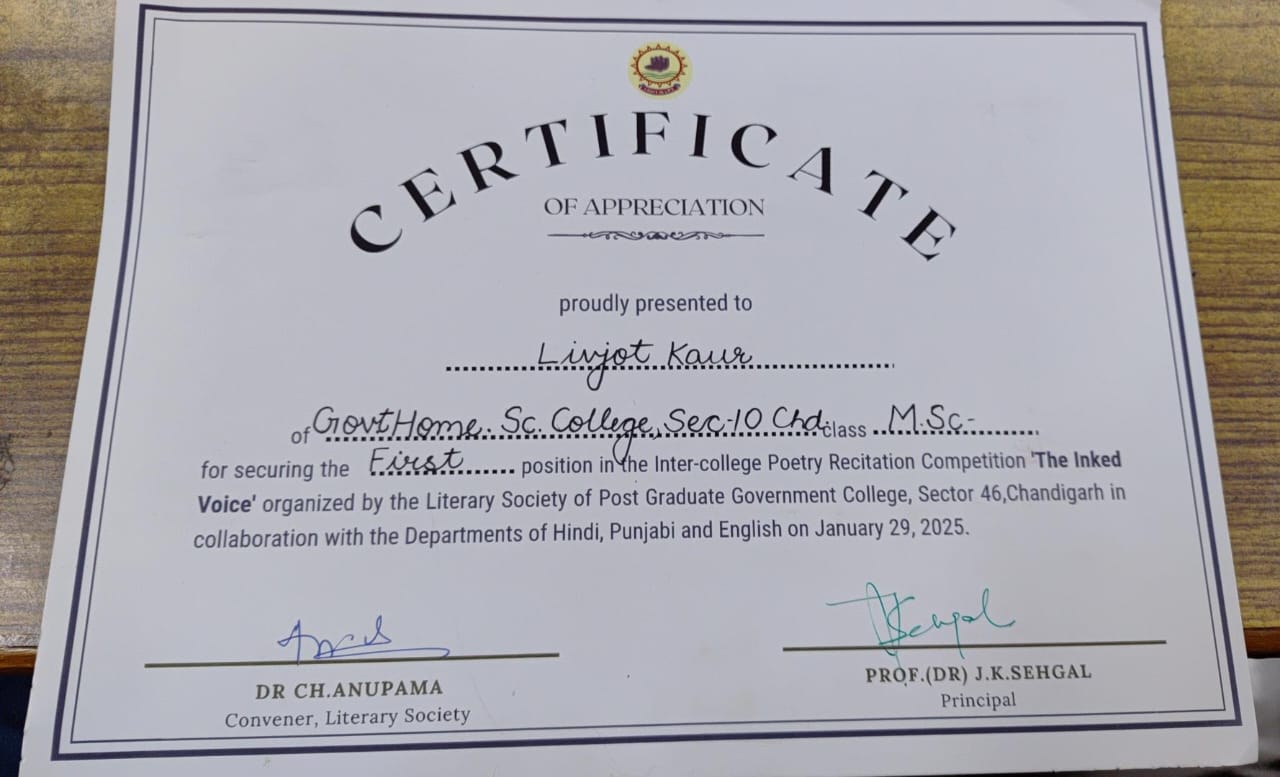 CERTIFICATE
OF APPRECIATION
proudly presented to
Livjot Kaur
of Govt Home. Sc. College, Sec-10 Chd. class M.Sc-
for securing the First position in the Inter-college Poetry Recitation Competition 'The Inked
Voice' organized by the Literary Society of Post Graduate Government College, Sector 46,Chandigarh in
collaboration with the Departments of Hindi, Punjabi and English on January 29, 2025.
JKSehgal
DR CH.ANUPAMA
Convener, Literary Society
PROF.(DR) J.K.SEHGAL
Principal